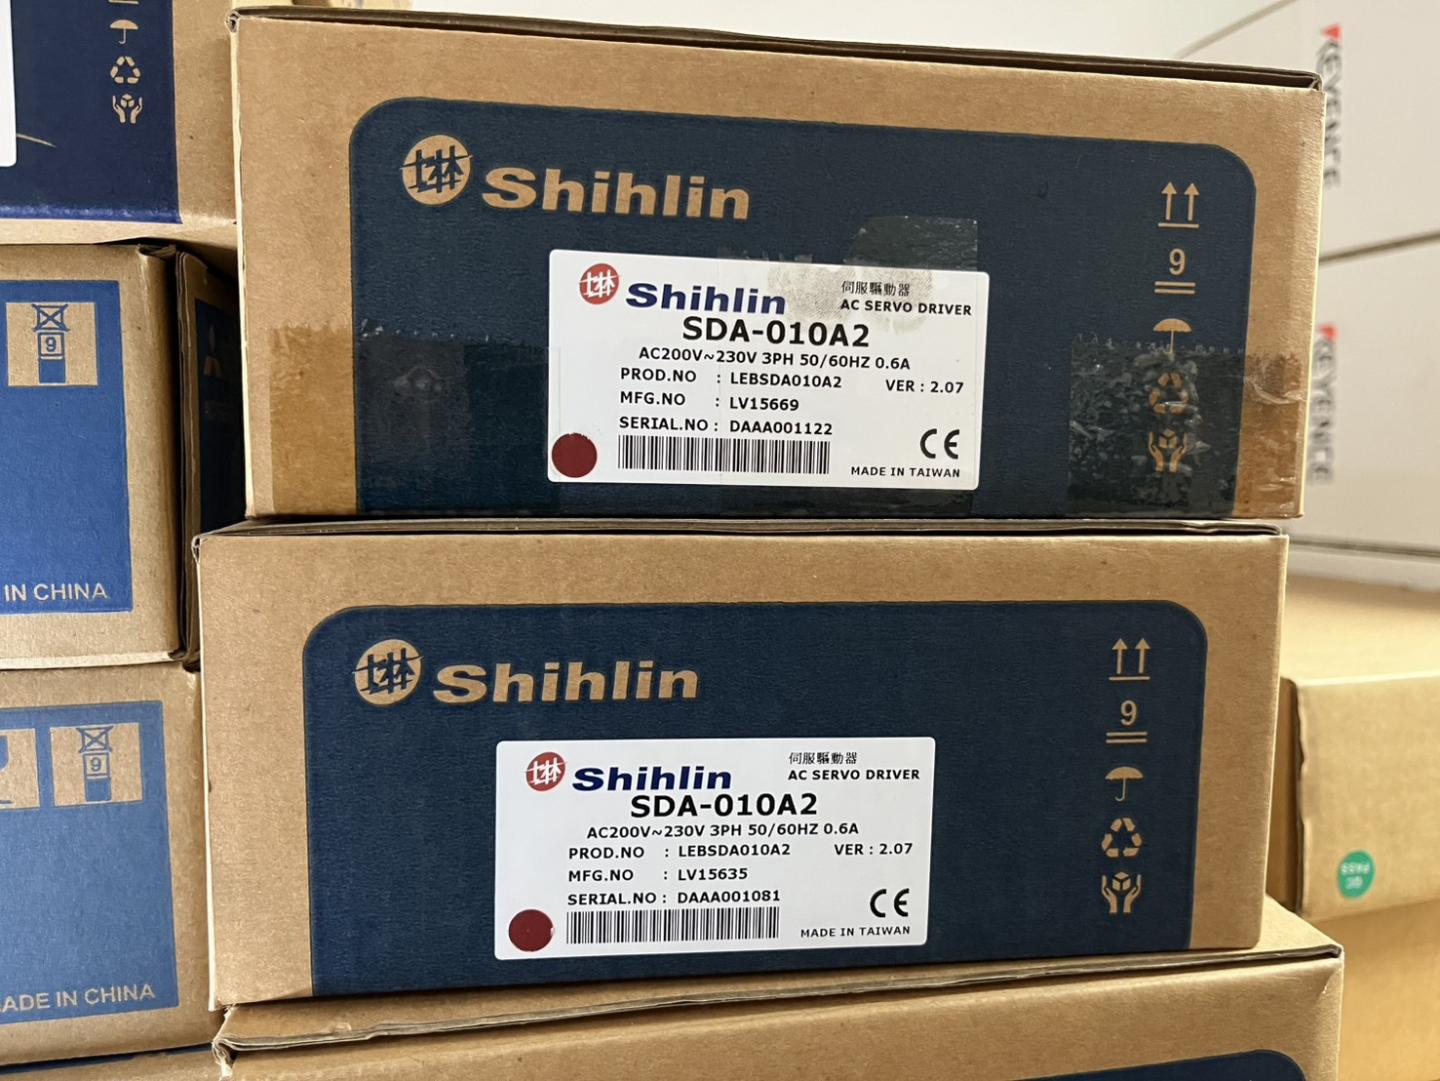 Shihlin
9
Shihlin
伺服驅動器
AC SERVO DRIVER
SDA-010A2
AC200V~230V 3PH 50/60HZ 0.6A
PROD.NO : LEBSDA010A2 VER : 2.07
MFG.NO : LV15669
SERIAL.NO : DAAA001122
CE
MADE IN TAIWAN
Shihlin
9
Shihlin
伺服驅動器
AC SERVO DRIVER
SDA-010A2
AC200V~230V 3PH 50/60HZ 0.6A
PROD.NO : LEBSDA010A2 VER : 2.07
MFG.NO : LV15635
SERIAL.NO : DAAA001081
CE
MADE IN TAIWAN
9
IN CHINA
9
ADE IN CHINA
KEYENCE
KEYENCE